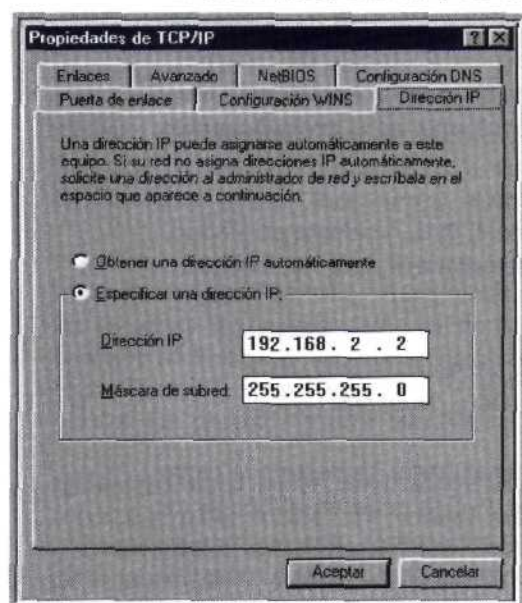 Propiedades de TCP/IP
Enlaces Avanzado NetBIOS Configuración DNS
Puerta de enlace Configuración WINS Dirección IP
Una dirección IP puede asignarse automáticamente a este
equipo. Si su red no asigna direcciones IP automáticamente,
solicite una dirección al administrador de red y escríbala en el
espacio que aparece a continuación.
Obtener una dirección IP automáticamente
Especificar una dirección IP:
Dirección IP: 192.168. 2 . 2
Máscara de subred: 255.255.255. 0
Aceptar Cancelar